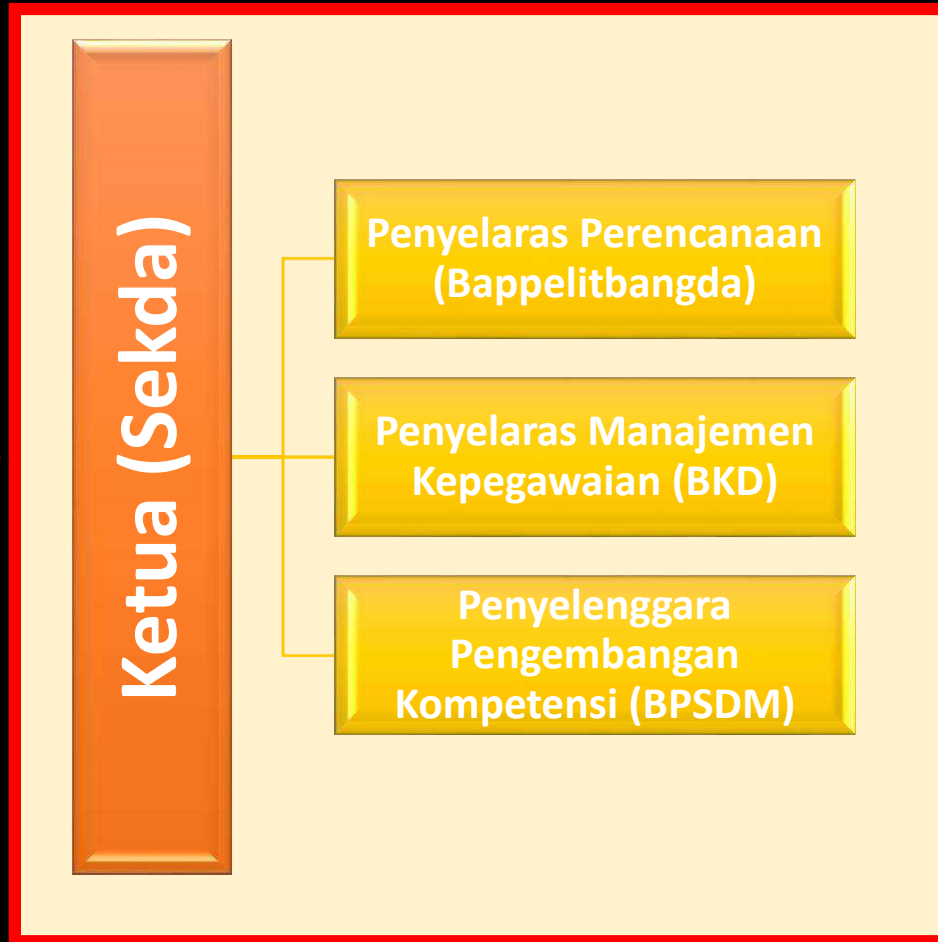 Ketua (Sekda)
Penyelaras Perencanaan
(Bappelitbangda)
Penyelaras Manajemen
Kepegawaian (BKD)
Penyelenggara
Pengembangan
Kompetensi (BPSDM)